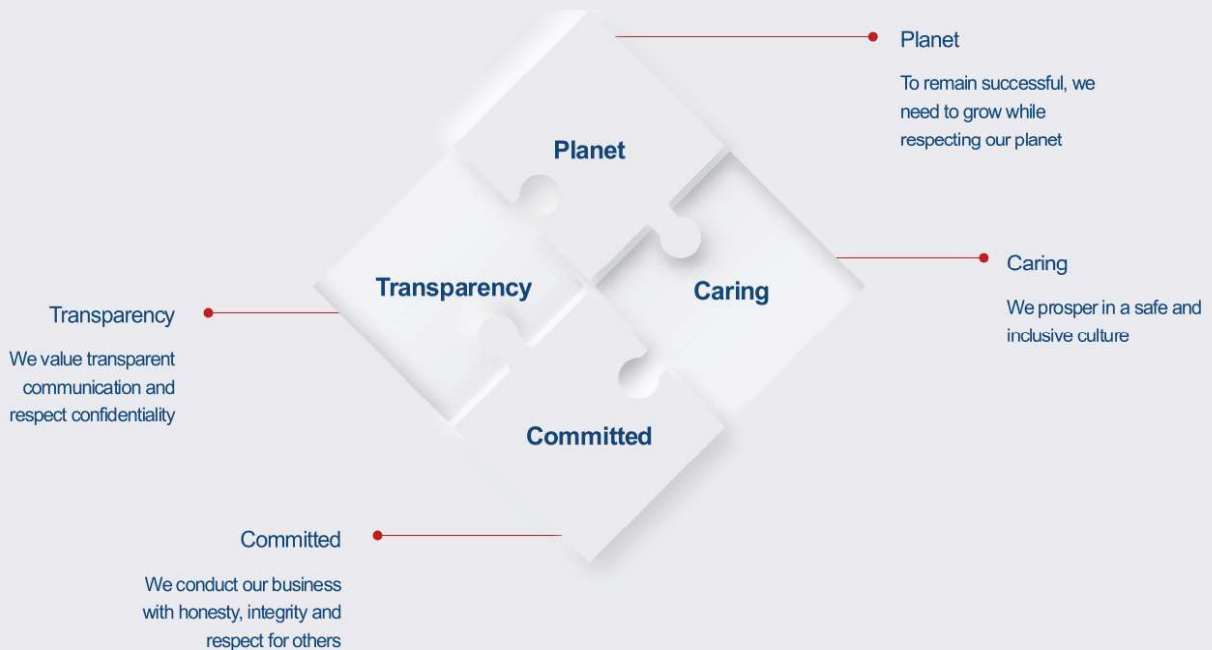 Planet
To remain successful, we
need to grow while
respecting our planet
Planet
Transparency
Caring
Caring
We prosper in a safe and
inclusive culture
Transparency
We value transparent
communication and
respect confidentiality
Committed
Committed
We conduct our business
with honesty, integrity and
respect for others